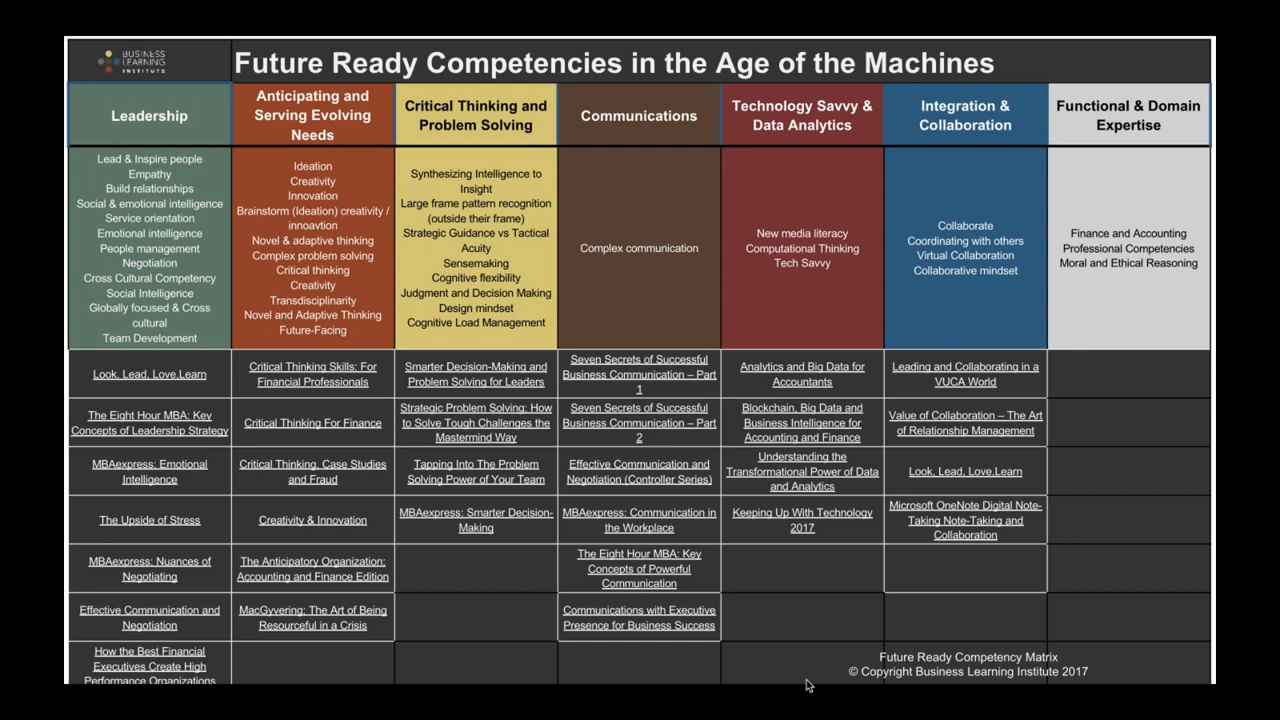 BUSINESS
LEARNING
INSTITUTE
Future Ready Competencies in the Age of the Machines
Leadership
Anticipating and
Serving Evolving
Needs
Critical Thinking and
Problem Solving
Communications
Technology Savvy &
Data Analytics
Integration &
Collaboration
Functional & Domain
Expertise
Lead & Inspire people
Empathy
Build relationships
Social & emotional intelligence
Service orientation
Emotional intelligence
People management
Negotiation
Cross Cultural Competency
Social Intelligence
Globally focused & Cross
cultural
Team Development
Ideation
Creativity
Innovation
Brainstorm (Ideation) creativity /
innoavtion
Novel & adaptive thinking
Complex problem solving
Critical thinking
Creativity
Transdisciplinarity
Novel and Adaptive Thinking
Future-Facing
Synthesizing Intelligence to
Insight
Large frame pattern recognition
(outside their frame)
Strategic Guidance vs Tactical
Acuity
Sensemaking
Cognitive flexibility
Judgment and Decision Making
Design mindset
Cognitive Load Management
Complex communication
New media literacy
Computational Thinking
Tech Savvy
Collaborate
Coordinating with others
Virtual Collaboration
Collaborative mindset
Finance and Accounting
Professional Competencies
Moral and Ethical Reasoning
Look, Lead, Love,Learn
Critical Thinking Skills: For
Financial Professionals
Smarter Decision-Making and
Problem Solving for Leaders
Seven Secrets of Successful
Business Communication – Part
1
Analytics and Big Data for
Accountants
Leading and Collaborating in a
VUCA World
The Eight Hour MBA: Key
Concepts of Leadership Strategy
Critical Thinking For Finance
Strategic Problem Solving: How
to Solve Tough Challenges the
Mastermind Way
Seven Secrets of Successful
Business Communication – Part
2
Blockchain, Big Data and
Business Intelligence for
Accounting and Finance
Value of Collaboration – The Art
of Relationship Management
MBAexpress: Emotional
Intelligence
Critical Thinking, Case Studies
and Fraud
Tapping Into The Problem
Solving Power of Your Team
Effective Communication and
Negotiation (Controller Series)
Understanding the
Transformational Power of Data
and Analytics
Look, Lead, Love,Learn
The Upside of Stress
Creativity & Innovation
MBAexpress: Smarter Decision-
Making
MBAexpress: Communication in
the Workplace
Keeping Up With Technology
2017
Microsoft OneNote Digital Note-
Taking Note-Taking and
Collaboration
MBAexpress: Nuances of
Negotiating
The Anticipatory Organization:
Accounting and Finance Edition
The Eight Hour MBA: Key
Concepts of Powerful
Communication
Effective Communication and
Negotiation
MacGyvering: The Art of Being
Resourceful in a Crisis
Communications with Executive
Presence for Business Success
How the Best Financial
Executives Create High
Performance Organizations
Future Ready Competency Matrix
© Copyright Business Learning Institute 2017